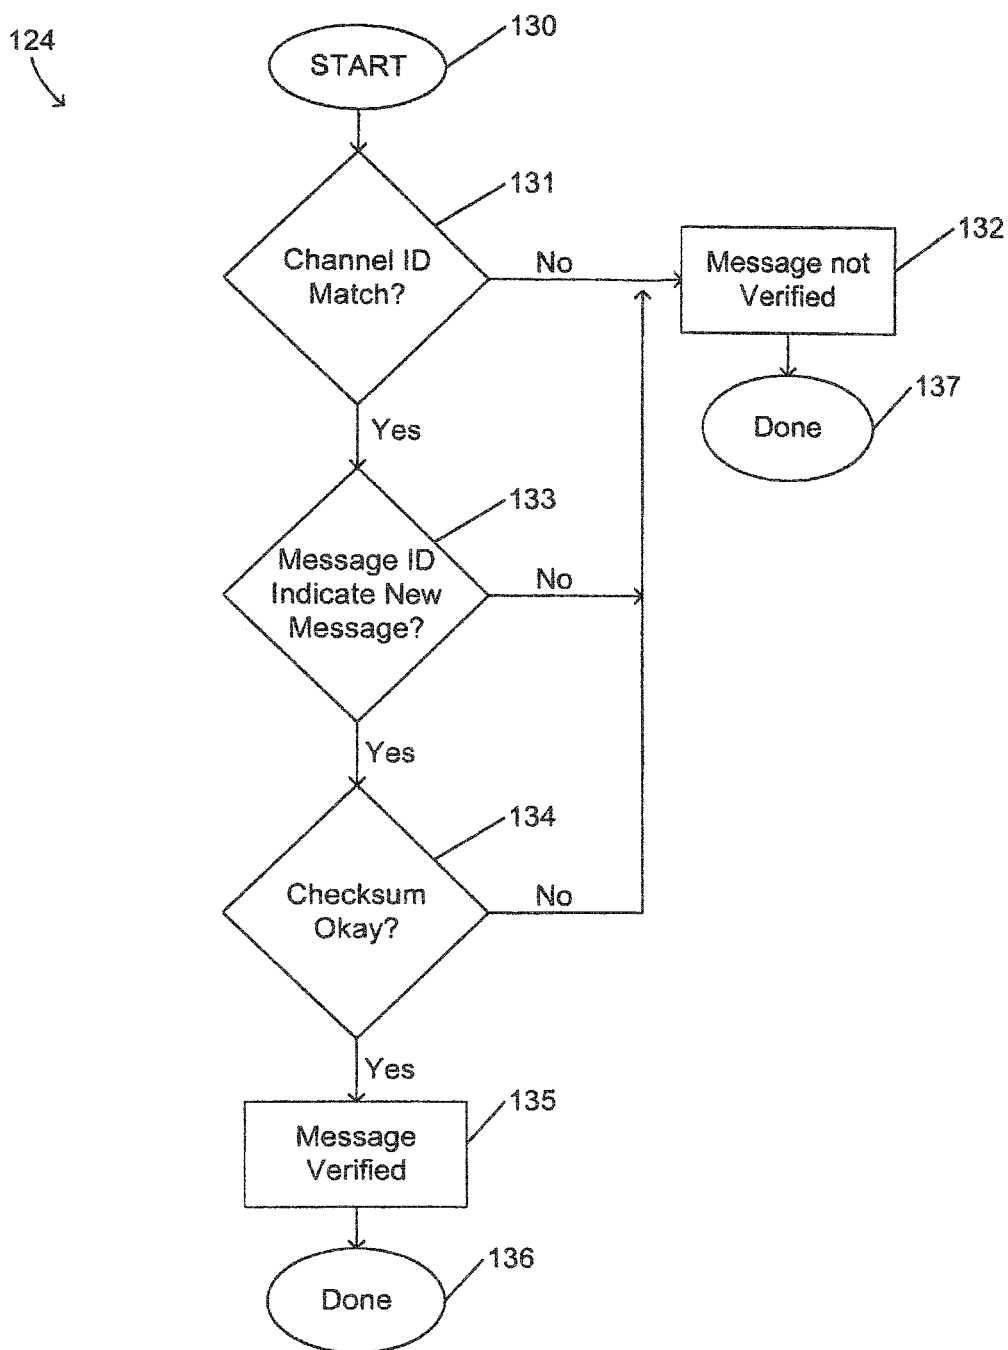 124
START
130
Channel ID
Match?
131
No
Message not
Verified
132
Done
137
Yes
Message ID
Indicate New
Message?
133
No
Yes
Checksum
Okay?
134
No
Yes
Message
Verified
135
Done
136